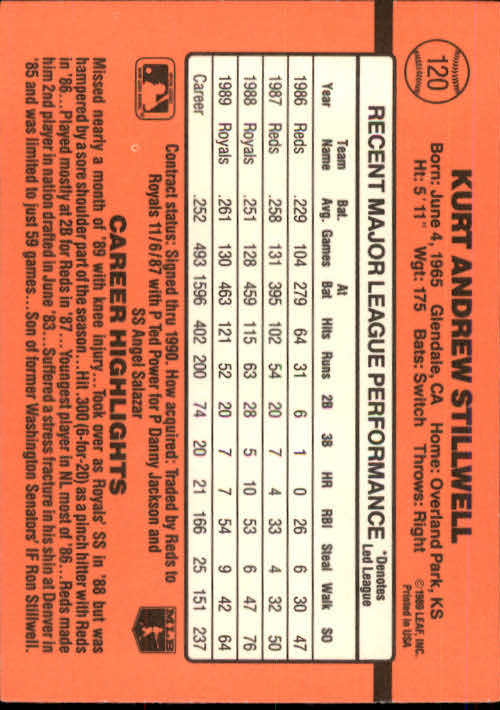 120
KURT ANDREW STILLWELL
Born: June 4, 1965 Glendale, CA Home: Overland Park, KS
Ht: 5'11" Wgt: 175 Bats: Switch Throws: Right
©1989 LEAF, INC.
Printed in USA
RECENT MAJOR LEAGUE PERFORMANCE
*Denotes
Led League
Year Team Name Bat. Avg. Games At Bat Hits Runs 2B 3B HR RBI Steal Walk SO
1986 Reds .229 104 279 64 31 6 1 0 26 6 30 47
1987 Reds .258 131 395 102 54 20 7 4 33 4 32 50
1988 Royals .251 128 459 115 63 28 5 10 53 6 47 76
1989 Royals .261 130 463 121 52 20 7 7 54 9 42 64
Career .252 493 1596 402 200 74 20 21 166 25 151 237
Contract status: Signed thru 1990. How acquired: Traded by Reds to
Royals 11/6/87 with P Ted Power for P Danny Jackson and
SS Angel Salazar
MLB
CAREER HIGHLIGHTS
Missed nearly a month of '89 with knee injury... Took over as Royals' SS in '88 but was
hampered by a sore shoulder part of the season...Hit .300 (6-for-20) as a pinch hitter with Reds
in '86... Played mostly at 2B for Reds in '87... Youngest player in NL most of '86...Reds made
him 2nd player in nation drafted in June '83...Suffered a stress fracture in his shin at Denver in
'85 and was limited to just 59 games...Son of former Washington Senators' IF Ron Stillwell.